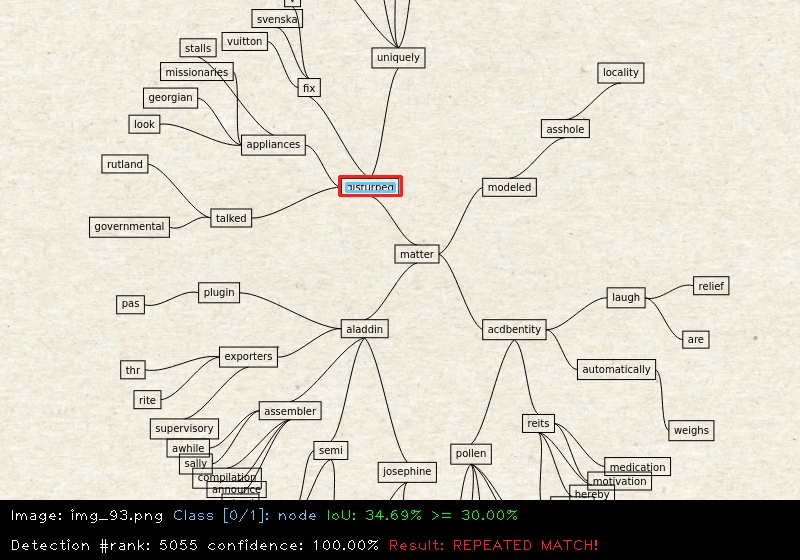 svenska
vuitton
stalls
uniquely
missionaries
locality
fix
georgian
look
asshole
appliances
rutland
disturbed
modeled
talked
governmental
matter
relief
plugin
laugh
pas
aladdin
acdbentity
are
exporters
thr
automatically
rite
assembler
reits
supervisory
weighs
awhile
semi
pollen
sally
josephine
medication
compilation
motivation
announce
hereby
Image: img_93.png Class [0/1]: node IoU: 34.69% >= 30.00%
Detection #rank: 5055 confidence: 100.00% Result: REPEATED MATCH!